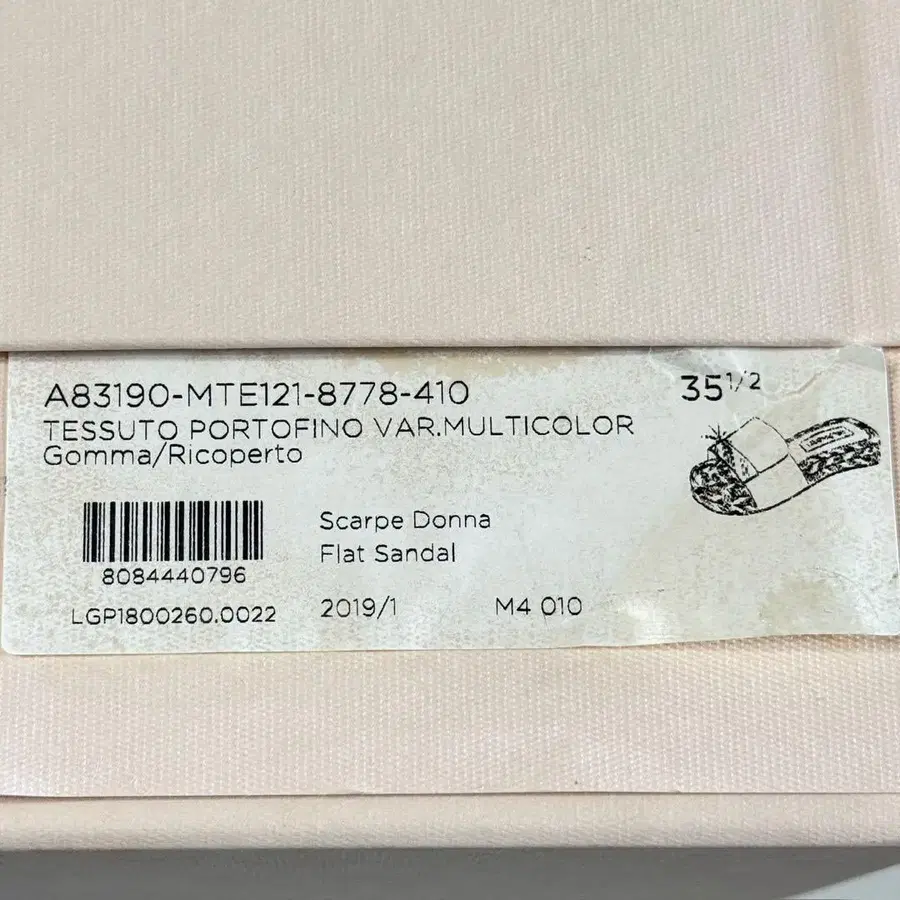 A83190-MTE121-8778-410
35 1/2
TESSUTO PORTOFINO VAR.MULTICOLOR
Gomma/Ricoperto
8084440796
Scarpe Donna
Flat Sandal
LGP1800260.0022
2019/1
M4 010